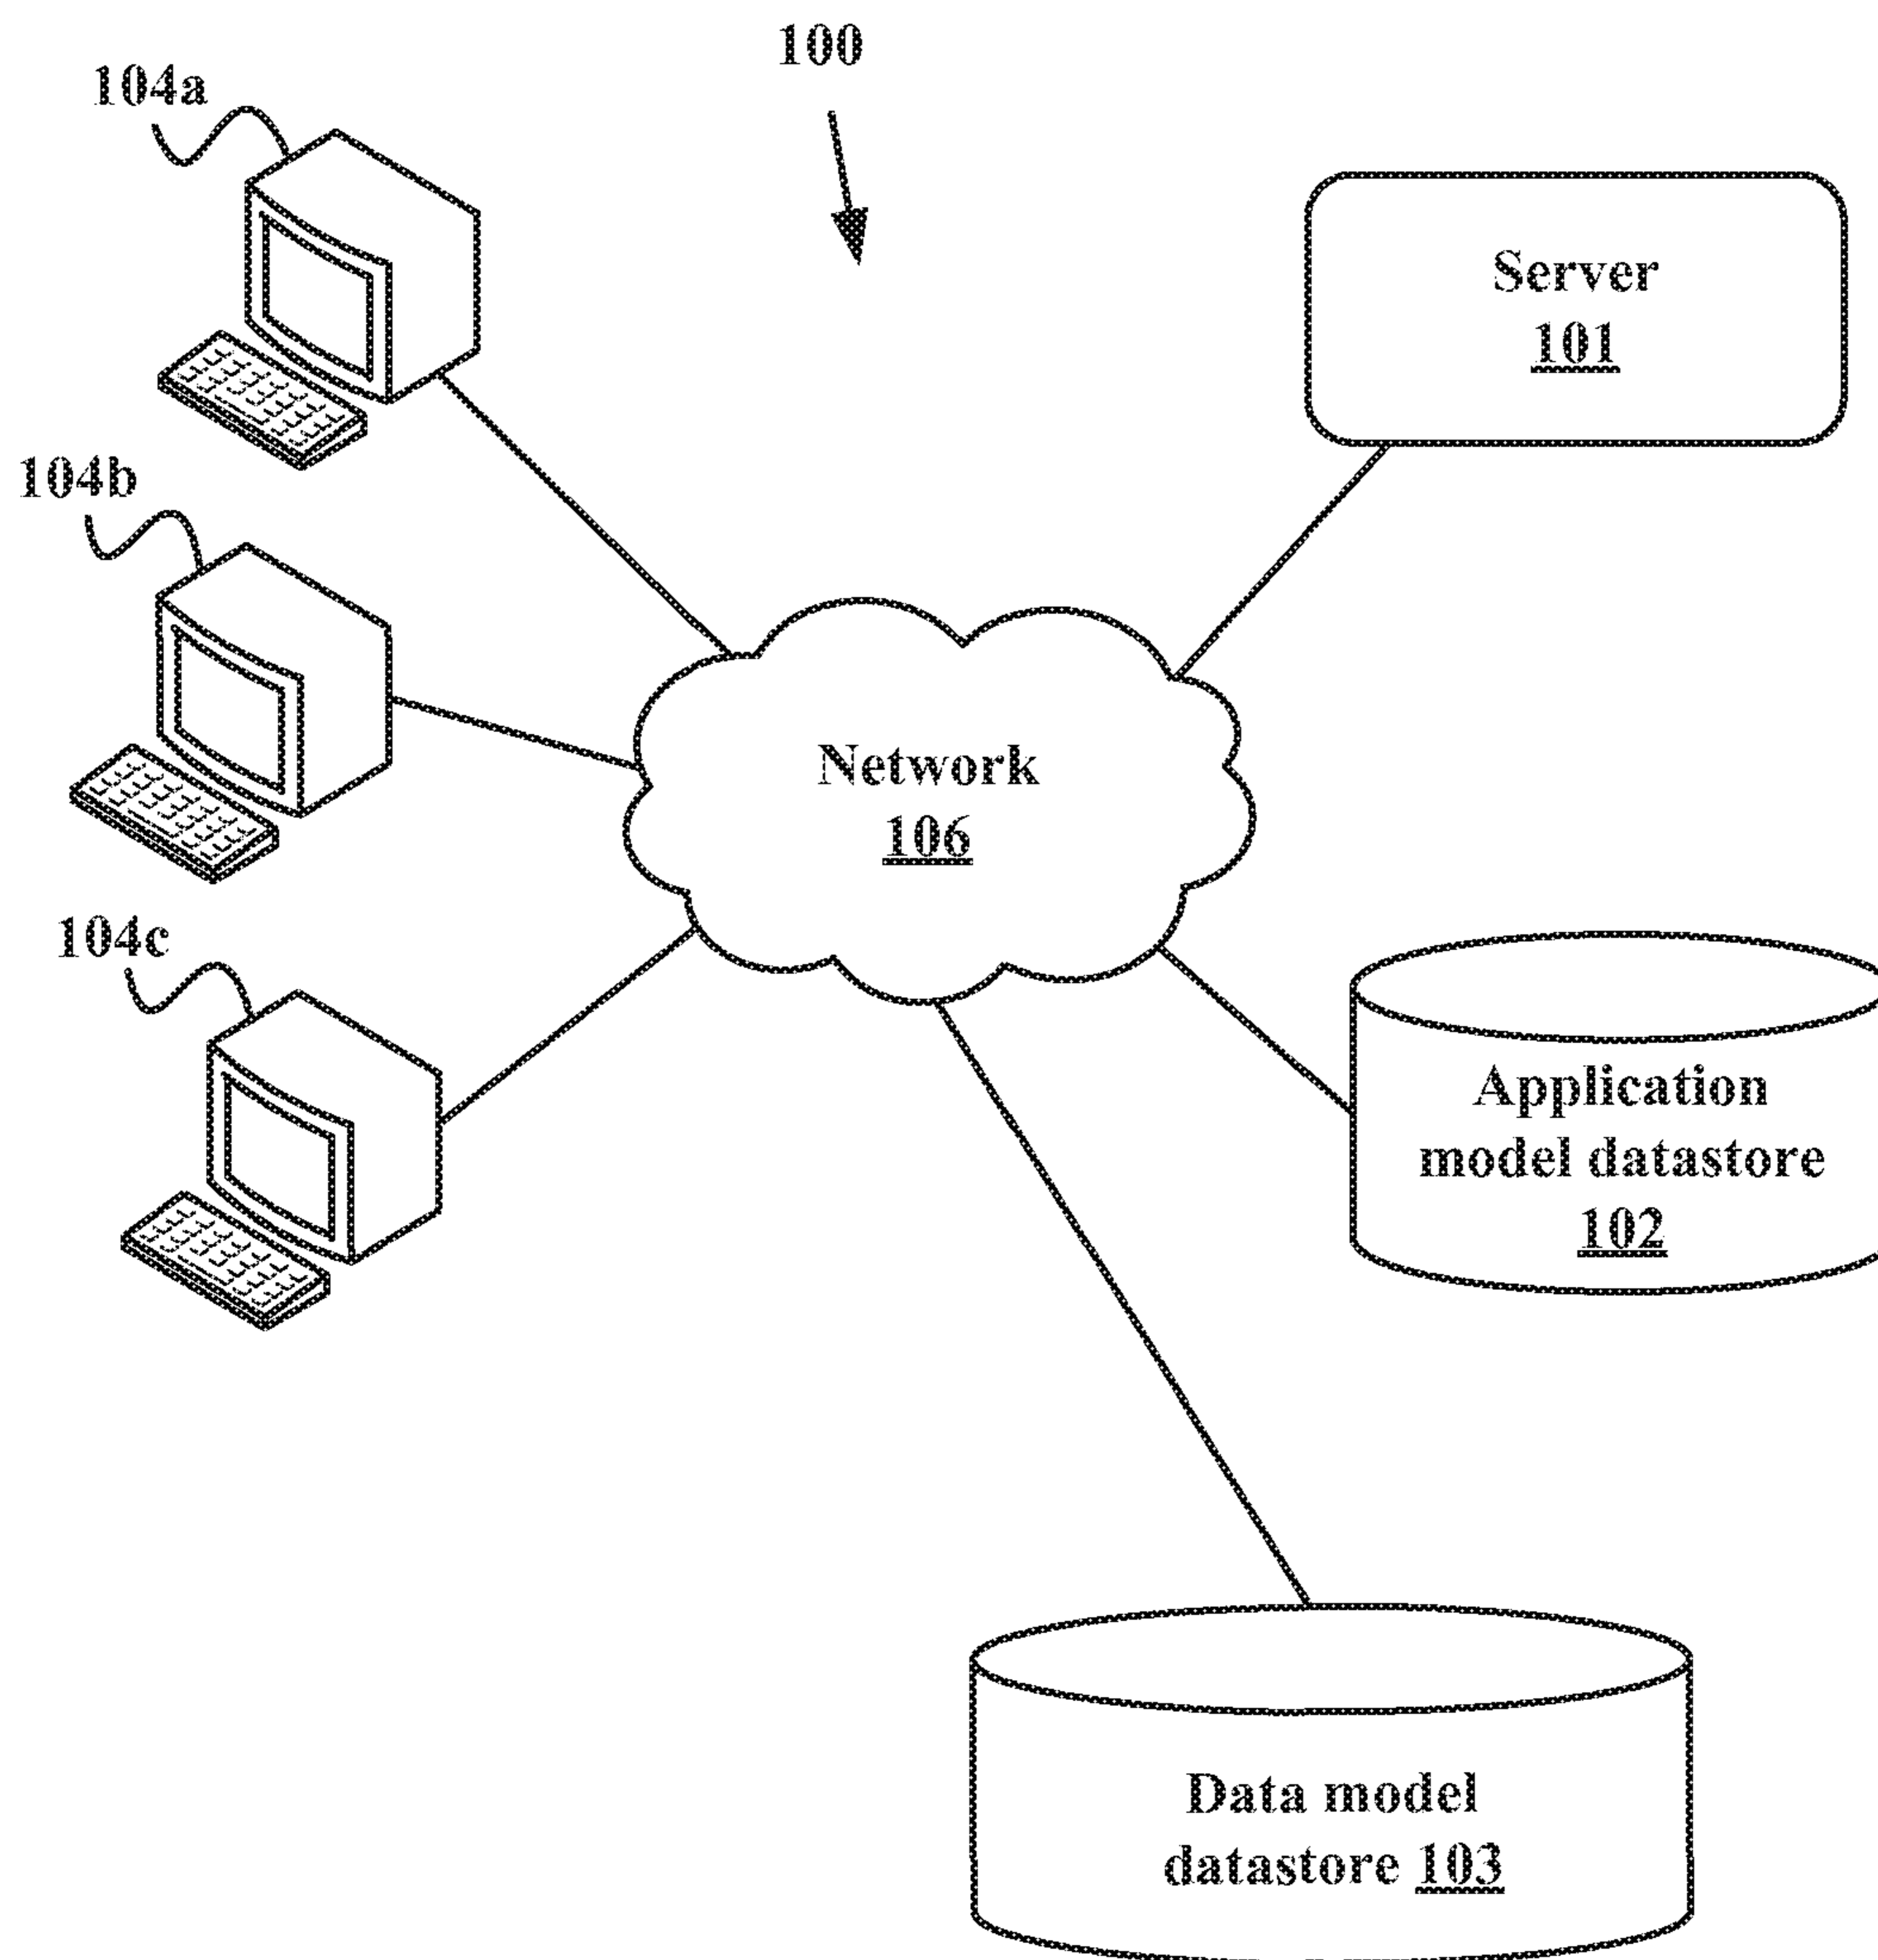 100
104a
Server
101
104b
Network
106
104c
Application
model datastore
102
Data model
datastore 103